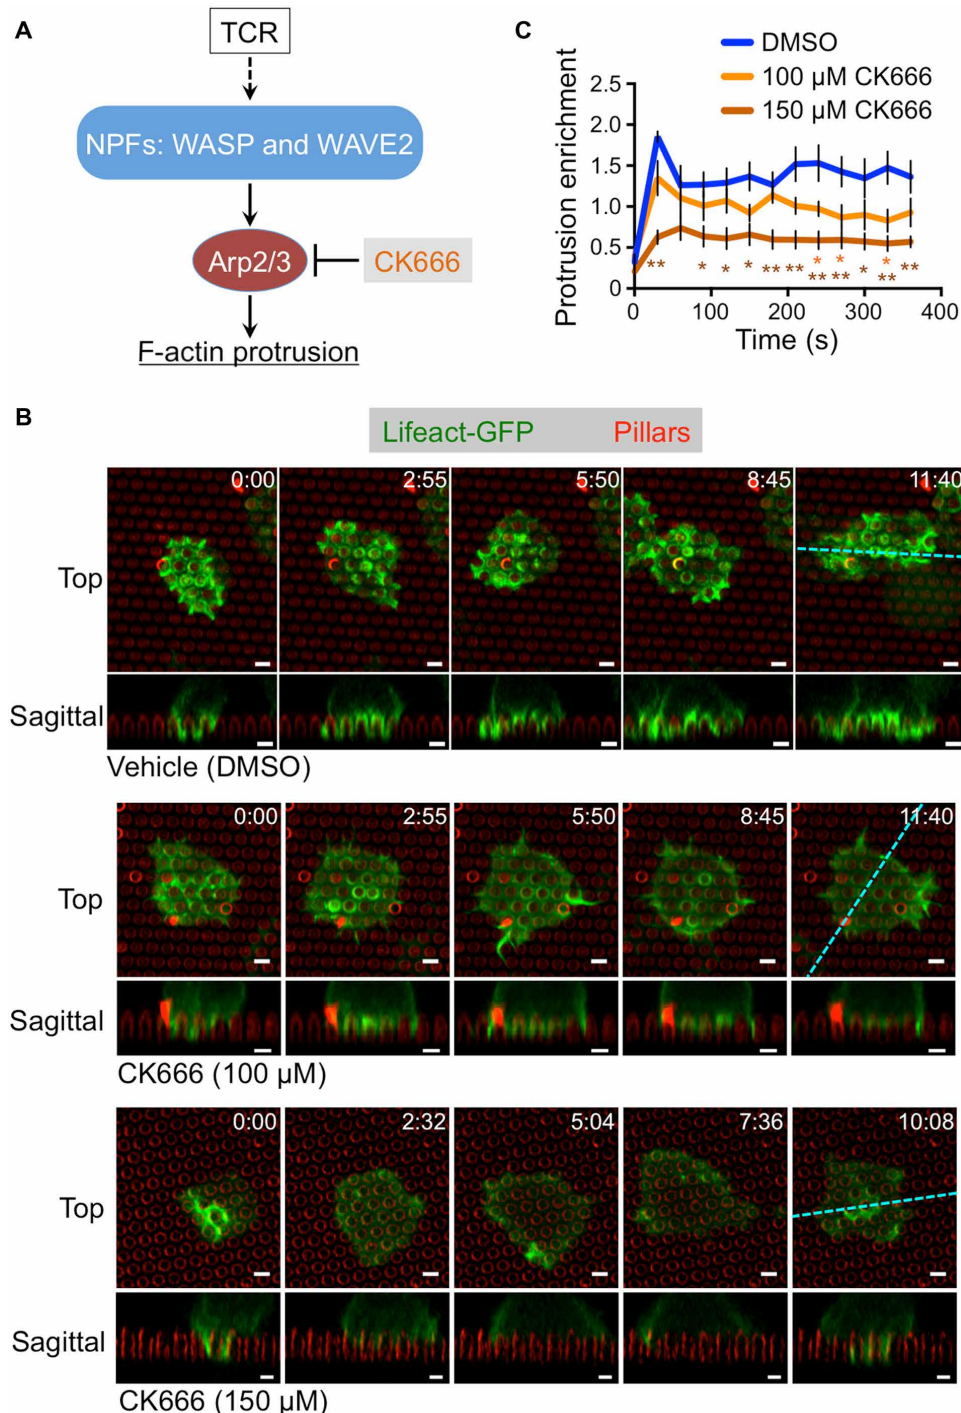 A
TCR
NPFs: WASP and WAVE2
Arp2/3
CK666
F-actin protrusion
C
DMSO
100 µM CK666
150 µM CK666
Protrusion enrichment
2.5
2.0
1.5
1.0
0.5
0
* * *
** * * * ** ** ** ** * ** **
0 100 200 300 400
Time (s)
B
Lifeact-GFP Pillars
Top
0:00 2:55 5:50 8:45 11:40
Sagittal
Vehicle (DMSO)
Top
0:00 2:55 5:50 8:45 11:40
Sagittal
CK666 (100 µM)
Top
0:00 2:32 5:04 7:36 10:08
Sagittal
CK666 (150 µM)